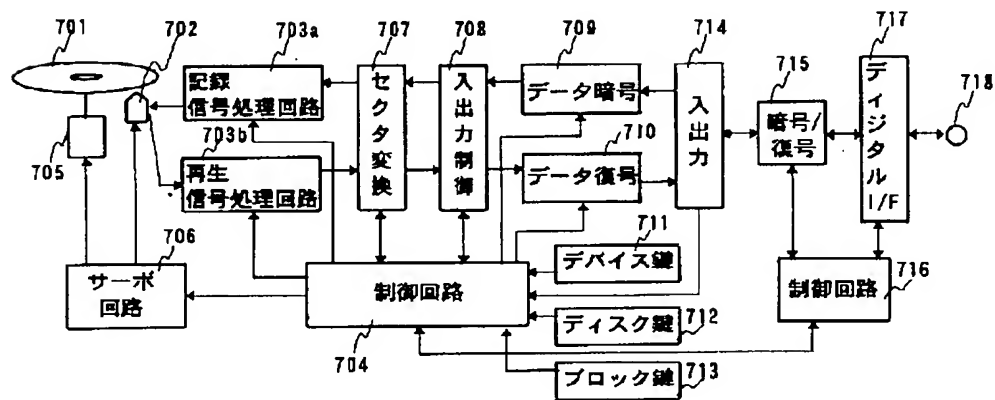 701
702
703a
707
708
709
714
717
715
718
記録
信号処理回路
セクタ変換
入出力制御
データ暗号
入出力
暗号/
復号
ディジタル
I/F
705
703b
再生
信号処理回路
710
データ復号
706
サーボ
回路
制御回路
704
711
デバイス鍵
ディスク鍵
712
ブロック鍵
713
制御回路
716